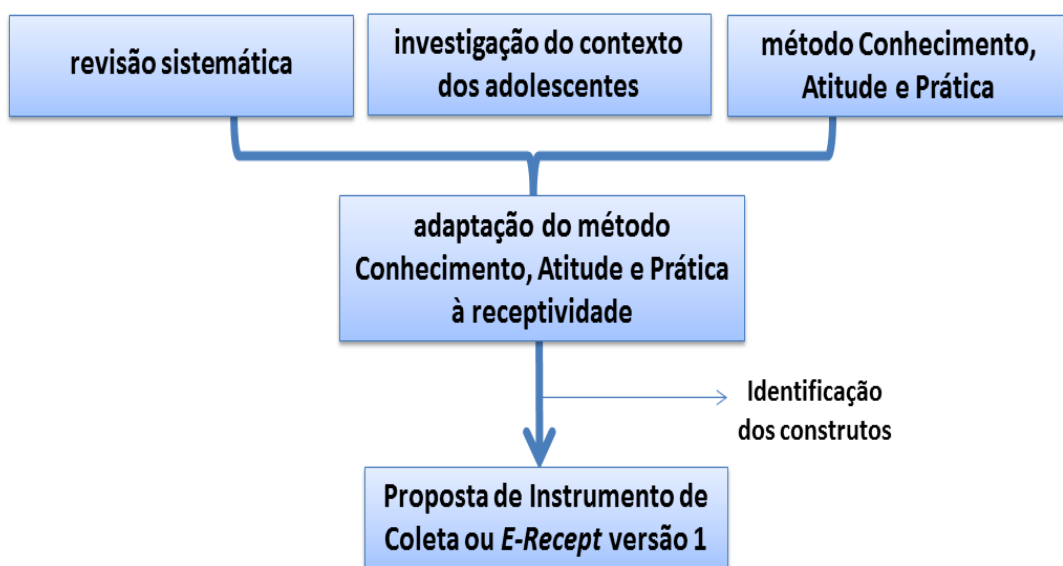 revisão sistemática
investigação do contexto
dos adolescentes
método Conhecimento,
Atitude e Prática
adaptação do método
Conhecimento, Atitude e Prática
à receptividade
Identificação
dos construtos
Proposta de Instrumento de
Coleta ou E-Recept versão 1